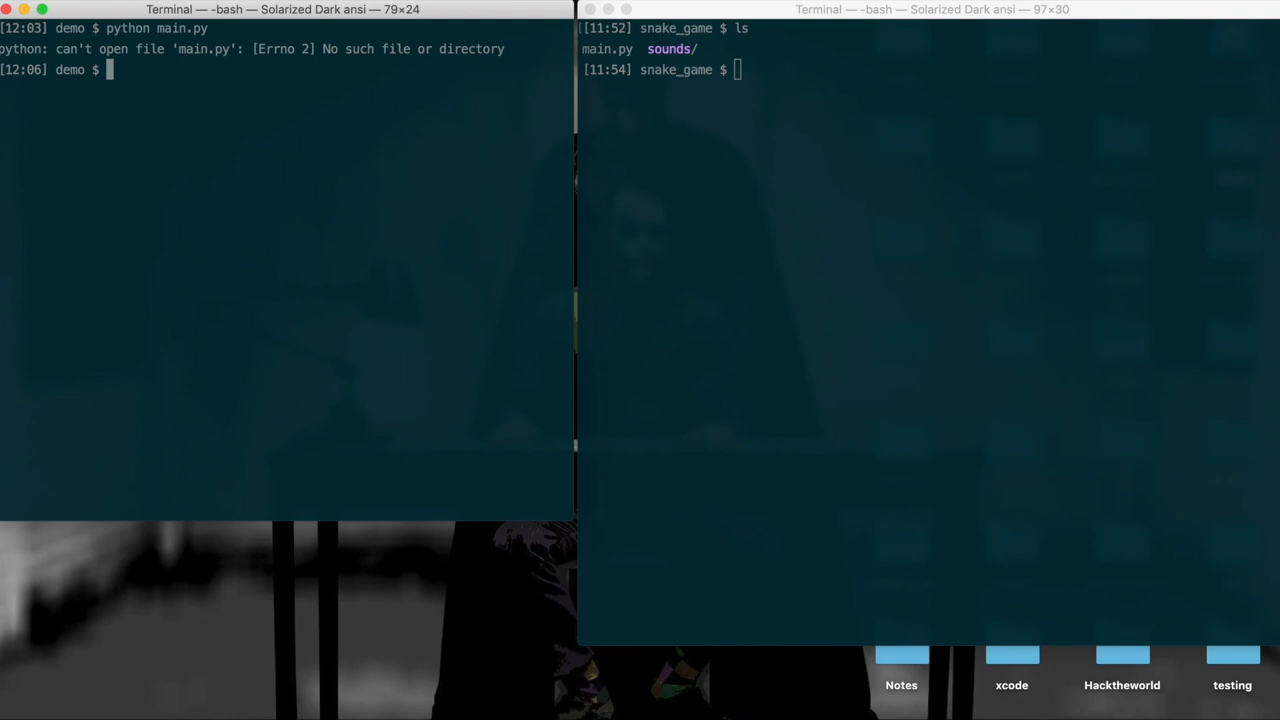 Terminal — -bash — Solarized Dark ansi — 79×24
[12:03] demo $ python main.py
python: can't open file 'main.py': [Errno 2] No such file or directory
[12:06] demo $
Terminal — -bash — Solarized Dark ansi — 97×30
[[11:52] snake_game $ ls
main.py sounds/
[11:54] snake_game $
Notes
xcode
Hacktheworld
testing